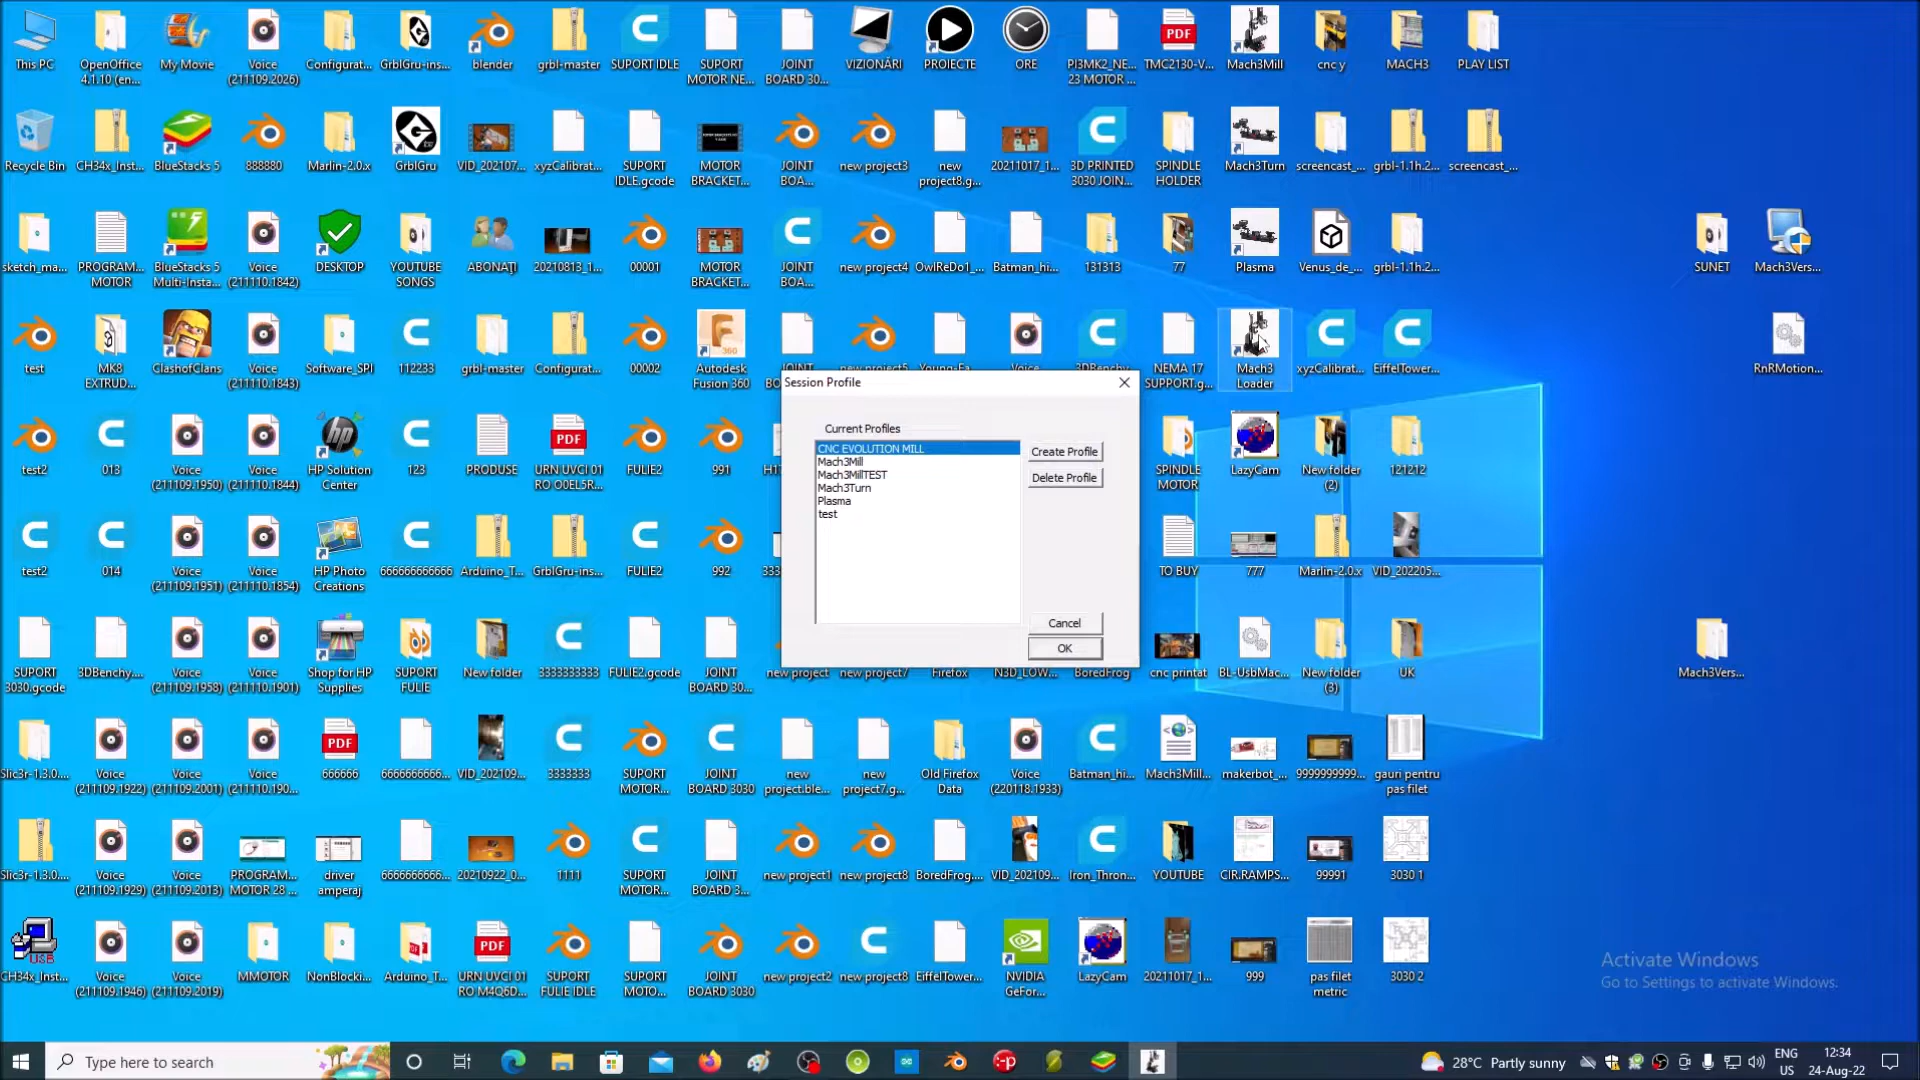 This PC
OpenOffice
4.1.10 (en...
My Movie
Voice
(211109.2026)
Configurat...
GrblGru-ins...
blender
grbl-master
SUPORT IDLE
SUPORT
MOTOR NE...
JOINT
BOARD 30...
VIZIONĂRI
PROIECTE
ORE
PI3MK2_NE...
23 MOTOR ...
TMC2130-V...
Mach3Mill
cnc y
MACH3
PLAY LIST
Recycle Bin
CH34x_Inst...
BlueStacks 5
888880
Marlin-2.0.x
GrblGru
VID_202107...
xyzCalibrat...
SUPORT
IDLE.gcode
MOTOR
BRACKET...
JOINT
BOA...
new project3
new
project8.g...
20211017_1...
3D PRINTED
3030 JOIN...
SPINDLE
HOLDER
Mach3Turn
screencast_...
grbl-1.1h.2...
screencast_...
sketch_ma...
PROGRAM...
MOTOR
BlueStacks 5
Multi-Insta...
Voice
(211110.1842)
DESKTOP
YOUTUBE
SONGS
ABONAȚI
20210813_1...
00001
MOTOR
BRACKET...
JOINT
BOA...
new project4
OwlReDo1_...
Batman_hi...
131313
77
Plasma
Venus_de_...
grbl-1.1h.2...
SUNET
Mach3Vers...
test
MK8
EXTRUD...
ClashofClans
Voice
(211110.1843)
Software_SPI
112233
grbl-master
Configurat...
00002
Autodesk
Fusion 360
NEMA 17
SUPPORT.g...
Mach3
Loader
xyzCalibrat...
EiffelTower...
RnRMotion...
Session Profile
Current Profiles
CNC EVOLUTION MILL
Mach3Mill
Mach3MillTEST
Mach3Turn
Plasma
test
Create Profile
Delete Profile
Cancel
OK
test2
013
Voice
(211109.1950)
Voice
(211110.1844)
HP Solution
Center
123
PRODUSE
URN UVCI 01
RO O0EL5R...
FULIE2
991
SPINDLE
MOTOR
LazyCam
New folder
(2)
121212
test2
014
Voice
(211109.1951)
Voice
(211110.1854)
HP Photo
Creations
666666666666
Arduino_T...
GrblGru-ins...
FULIE2
992
TO BUY
777
Marlin-2.0.x
VID_202205...
SUPORT
3030.gcode
3DBenchy....
Voice
(211109.1958)
Voice
(211110.1901)
Shop for HP
Supplies
SUPORT
FULIE
New folder
3333333333
FULIE2.gcode
JOINT
BOARD 30...
new project
new project7
Firefox
N3D_LOW...
BoredFrog
cnc printat
BL-UsbMac...
New folder
(3)
UK
Mach3Vers...
Slic3r-1.3.0....
Voice
(211109.1922)
Voice
(211109.2001)
Voice
(211110.190...
666666
6666666666...
VID_202109...
3333333
SUPORT
MOTOR...
JOINT
BOARD 3030
new
project.ble...
new
project7.g...
Old Firefox
Data
Voice
(220118.1933)
Batman_hi...
Mach3Mill...
makerbot_...
9999999999...
gauri pentru
pas filet
Slic3r-1.3.0....
Voice
(211109.1929)
Voice
(211109.2013)
PROGRAM...
MOTOR 28 ...
driver
amperaj
6666666666...
20210922_0...
1111
SUPORT
MOTOR...
JOINT
BOARD 3...
new project1
new project8
BoredFrog....
VID_202109...
Iron_Thron...
YOUTUBE
CIR.RAMPS...
99991
3030 1
CH34x_Inst...
Voice
(211109.1946)
Voice
(211109.2019)
MMOTOR
NonBlocki...
Arduino_T...
URN UVCI 01
RO M4Q6D...
SUPORT
FULIE IDLE
SUPORT
MOTO...
JOINT
BOARD 3030
new project2
new project8
EiffelTower...
NVIDIA
GeFor...
LazyCam
20211017_1...
999
pas filet
metric
3030 2
Activate Windows
Go to Settings to activate Windows.
Type here to search
28°C Partly sunny
ENG
US
12:34
24-Aug-22